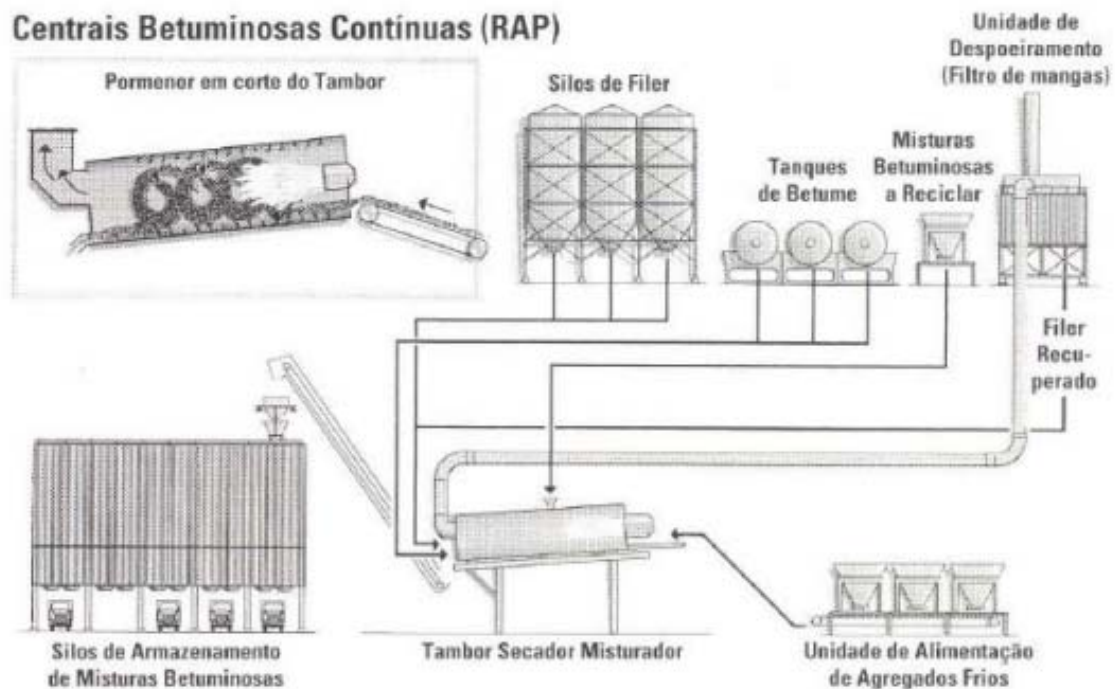 Centrais Betuminosas Contínuas (RAP)
Pormenor em corte do Tambor
Silos de Filer
Tanques
de Betume
Misturas
Betuminosas
a Reciclar
Unidade de
Despoeiramento
(Filtro de mangas)
Filer
Recu-
perado
Silos de Armazenamento
de Misturas Betuminosas
Tambor Secador Misturador
Unidade de Alimentação
de Agregados Frios